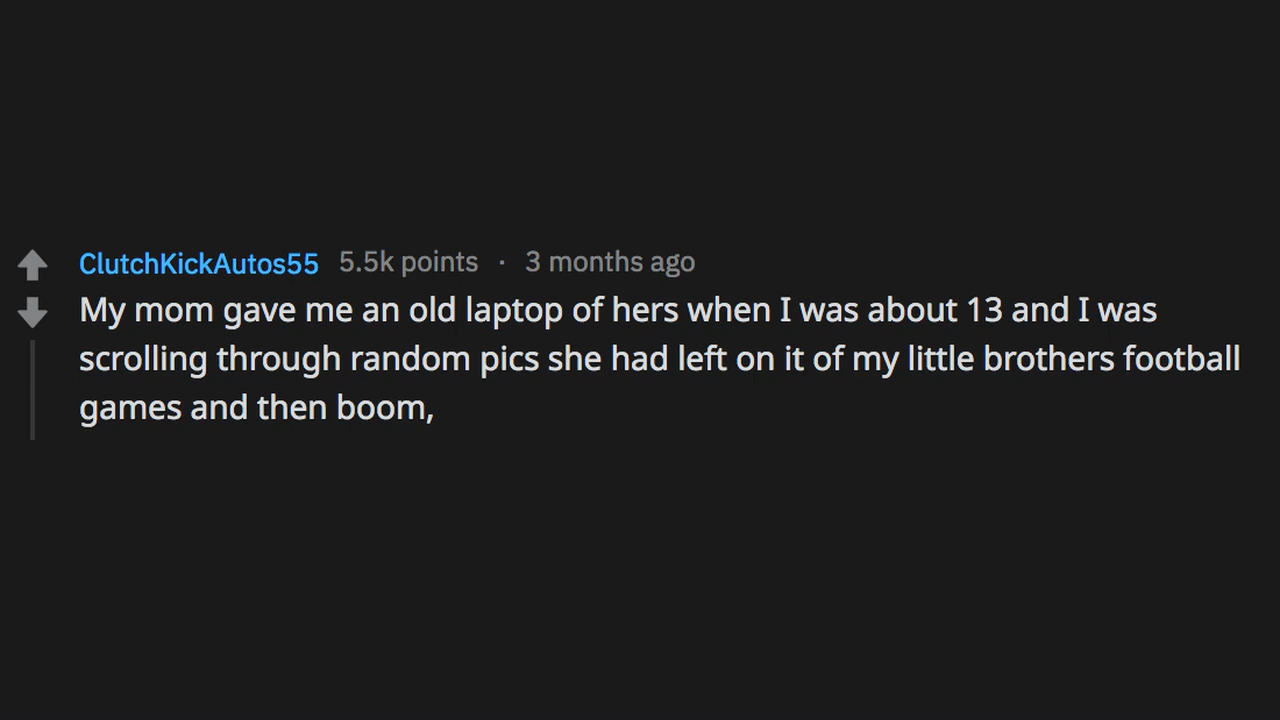 ClutchKickAutos55 5.5k points · 3 months ago
My mom gave me an old laptop of hers when I was about 13 and I was
scrolling through random pics she had left on it of my little brothers football
games and then boom,